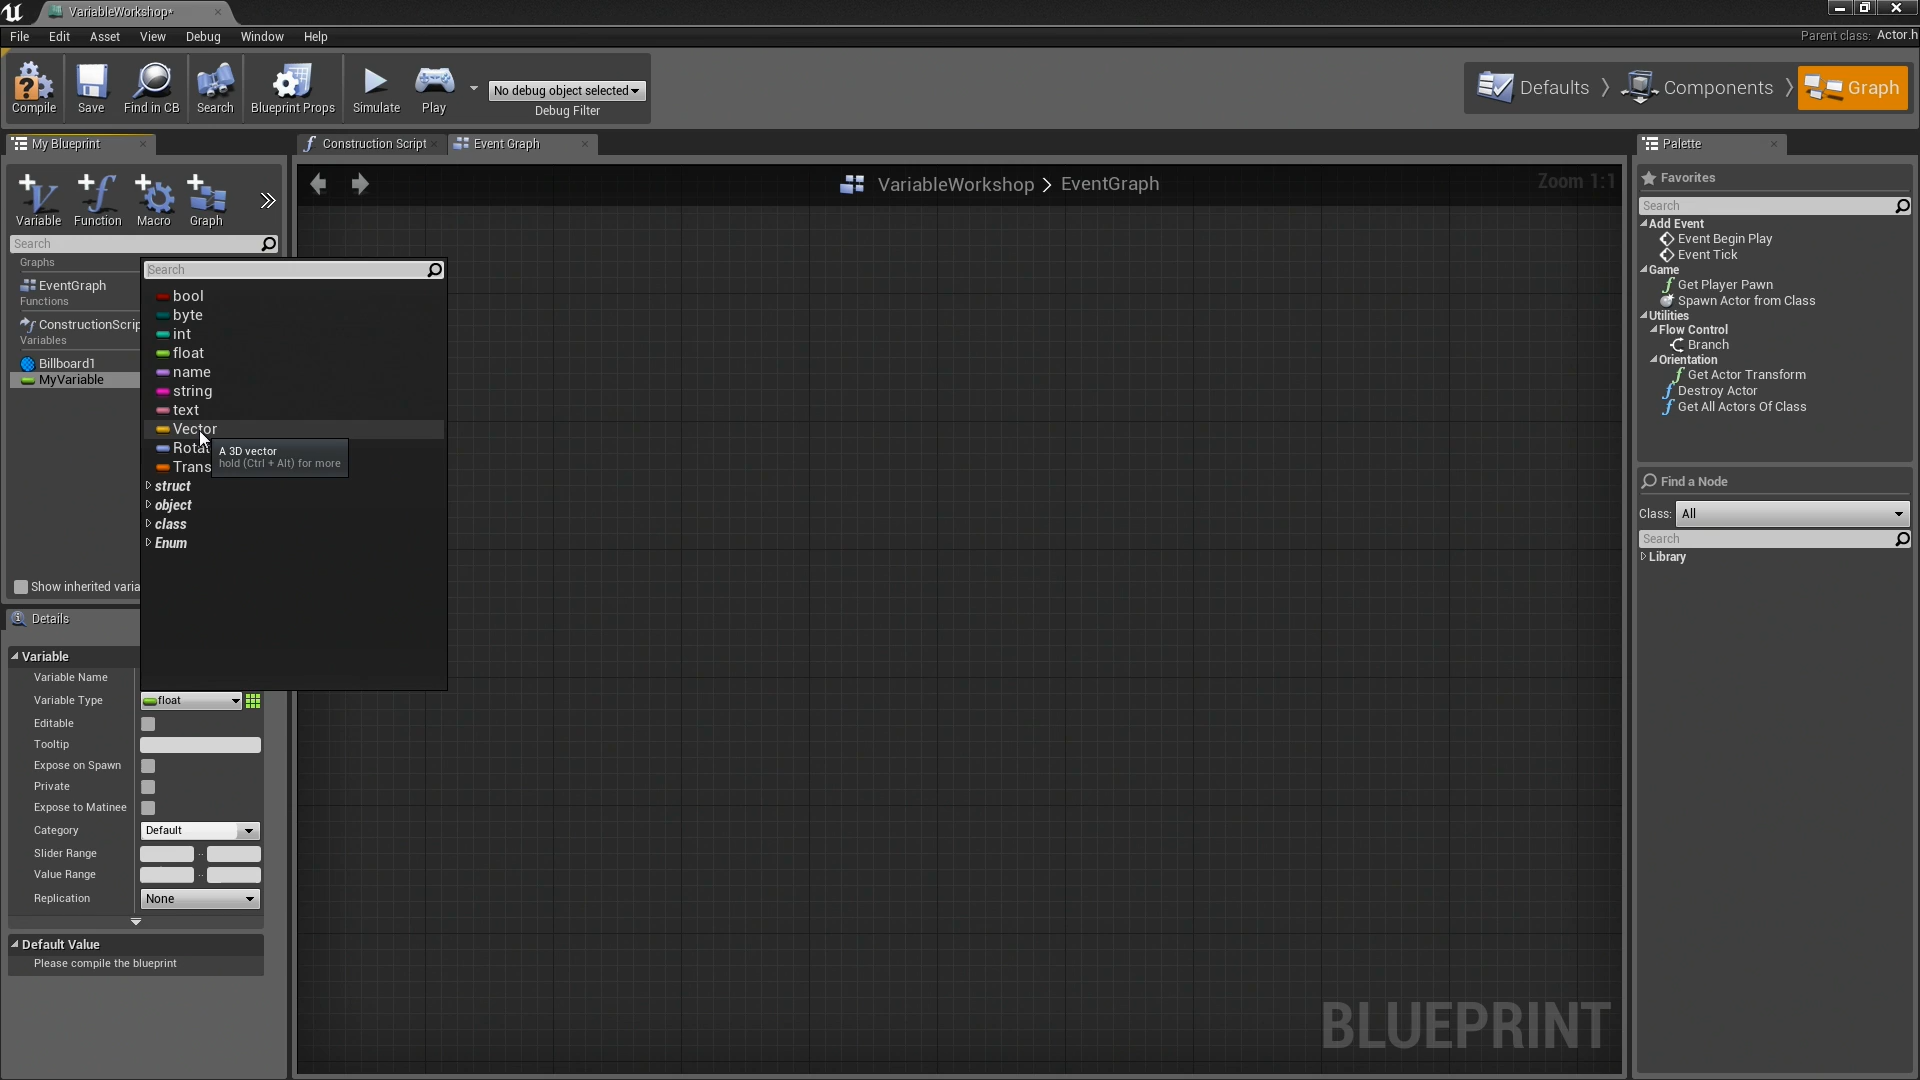 VariableWorkshop*
File Edit Asset View Debug Window Help
Parent class: Actor.h
Compile Save Find in CB Search Blueprint Props Simulate Play
No debug object selected
Debug Filter
Defaults Components Graph
My Blueprint
Construction Script Event Graph
Palette
Variable Function Macro Graph
VariableWorkshop > EventGraph
Zoom 1:1
Search
Graphs
EventGraph
Functions
ConstructionScrip
Variables
Billboard1
MyVariable
Show inherited varia
Search
bool
byte
int
float
name
string
text
Vector
Rotat
Trans
A 3D vector
hold (Ctrl + Alt) for more
struct
object
class
Enum
Details
Variable
Variable Name
Variable Type float
Editable
Tooltip
Expose on Spawn
Private
Expose to Matinee
Category Default
Slider Range ..
Value Range ..
Replication None
Default Value
Please compile the blueprint
BLUEPRINT
Favorites
Search
Add Event
Event Begin Play
Event Tick
Game
Get Player Pawn
Spawn Actor from Class
Utilities
Flow Control
Branch
Orientation
Get Actor Transform
Destroy Actor
Get All Actors Of Class
Find a Node
Class: All
Search
Library